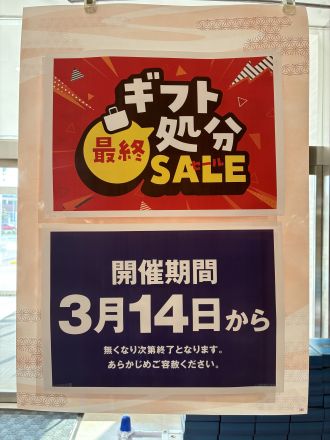 ギフト
最終
処分
SALE
セール
開催期間
3月14日から
無くなり次第終了となります。
あらかじめご容赦ください。